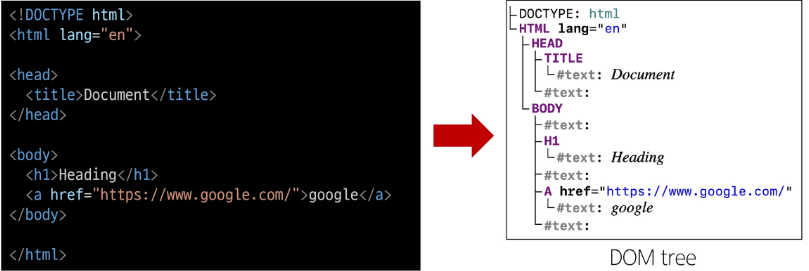 <!DOCTYPE html>
<html lang="en">
<head>
<title>Document</title>
</head>
<body>
<h1>Heading</h1>
<a href="https://www.google.com/">google</a>
</body>
</html>
DOCTYPE: html
HTML lang="en"
HEAD
TITLE
#text: Document
#text:
BODY
#text:
H1
#text: Heading
#text:
A href="https://www.google.com/"
#text: google
#text:
DOM tree